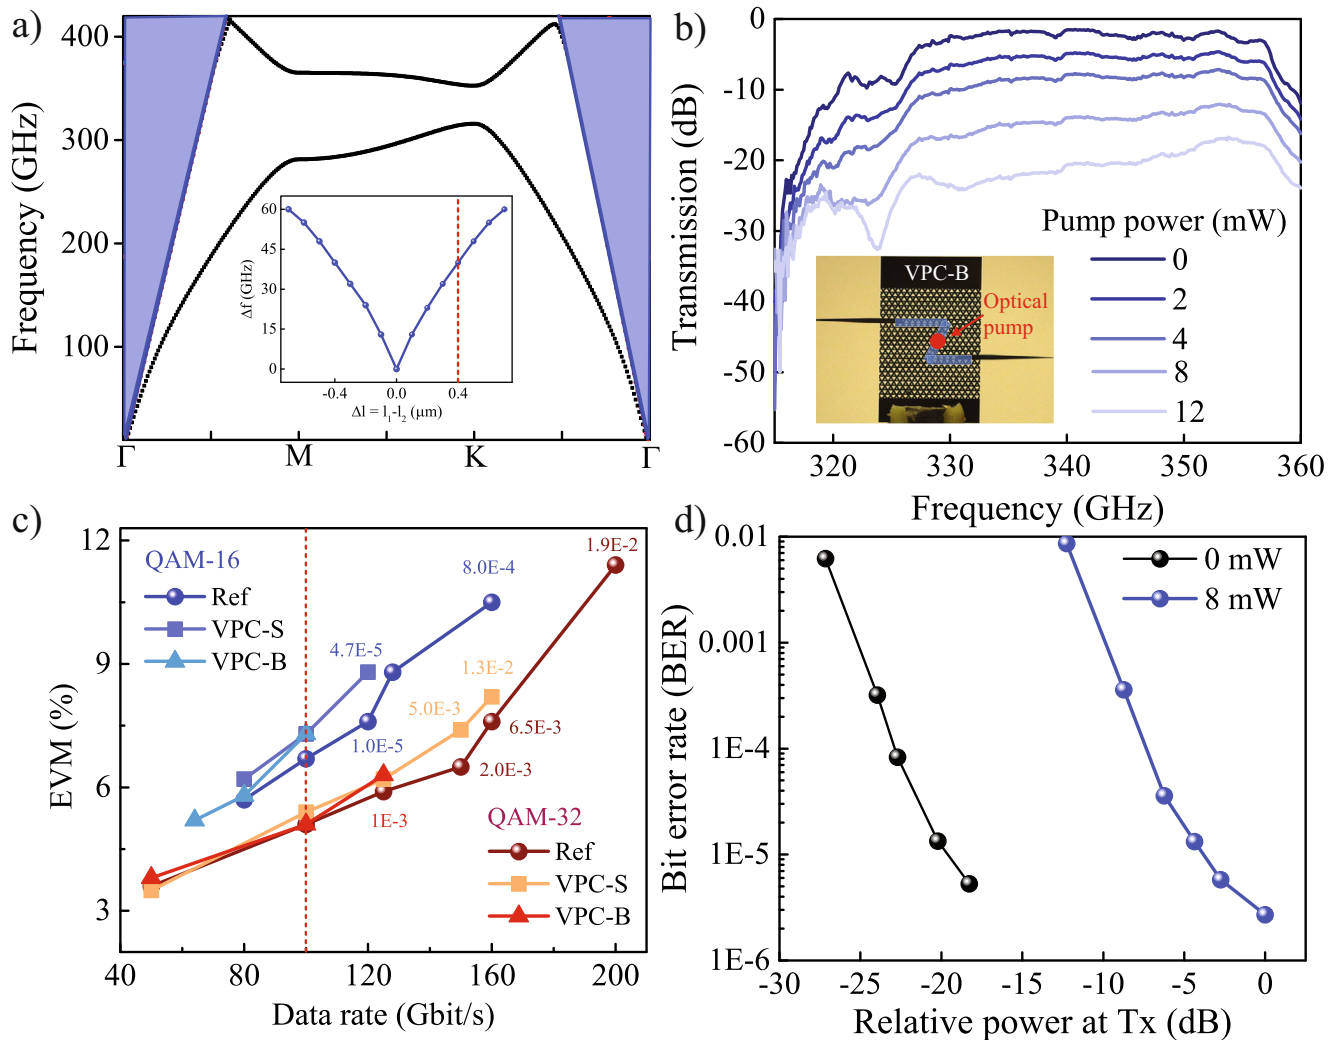 a)
400
300
200
100
Frequency (GHz)
Γ
M
K
Γ
60
45
30
15
0
Δf (GHz)
-0.4
0.0
0.4
Δl = l₁-l₂ (μm)
b)
0
-10
-20
-30
-40
-50
-60
Transmission (dB)
320
330
340
350
360
Frequency (GHz)
VPC-B
Optical
pump
Pump power (mW)
0
2
4
8
12
c)
12
9
6
3
EVM (%)
40
80
120
160
200
Data rate (Gbit/s)
QAM-16
Ref
VPC-S
VPC-B
4.7E-5
8.0E-4
1.9E-2
1.3E-2
5.0E-3
1.0E-5
6.5E-3
2.0E-3
1E-3
QAM-32
Ref
VPC-S
VPC-B
d)
0.01
0.001
1E-4
1E-5
1E-6
Bit error rate (BER)
-30
-25
-20
-15
-10
-5
0
Relative power at Tx (dB)
0 mW
8 mW